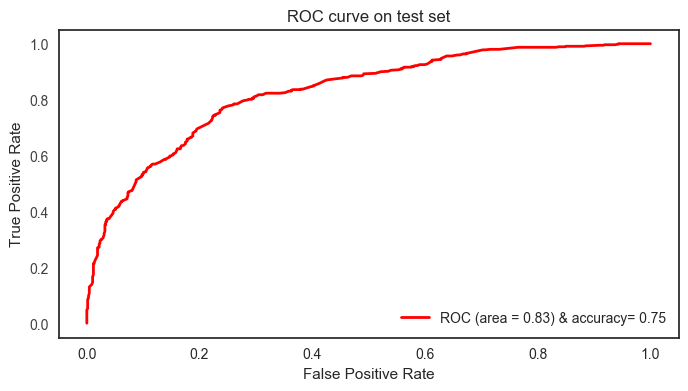 ROC curve on test set
True Positive Rate
1.0
0.8
0.6
0.4
0.2
0.0
ROC (area = 0.83) & accuracy= 0.75
0.0 0.2 0.4 0.6 0.8 1.0
False Positive Rate